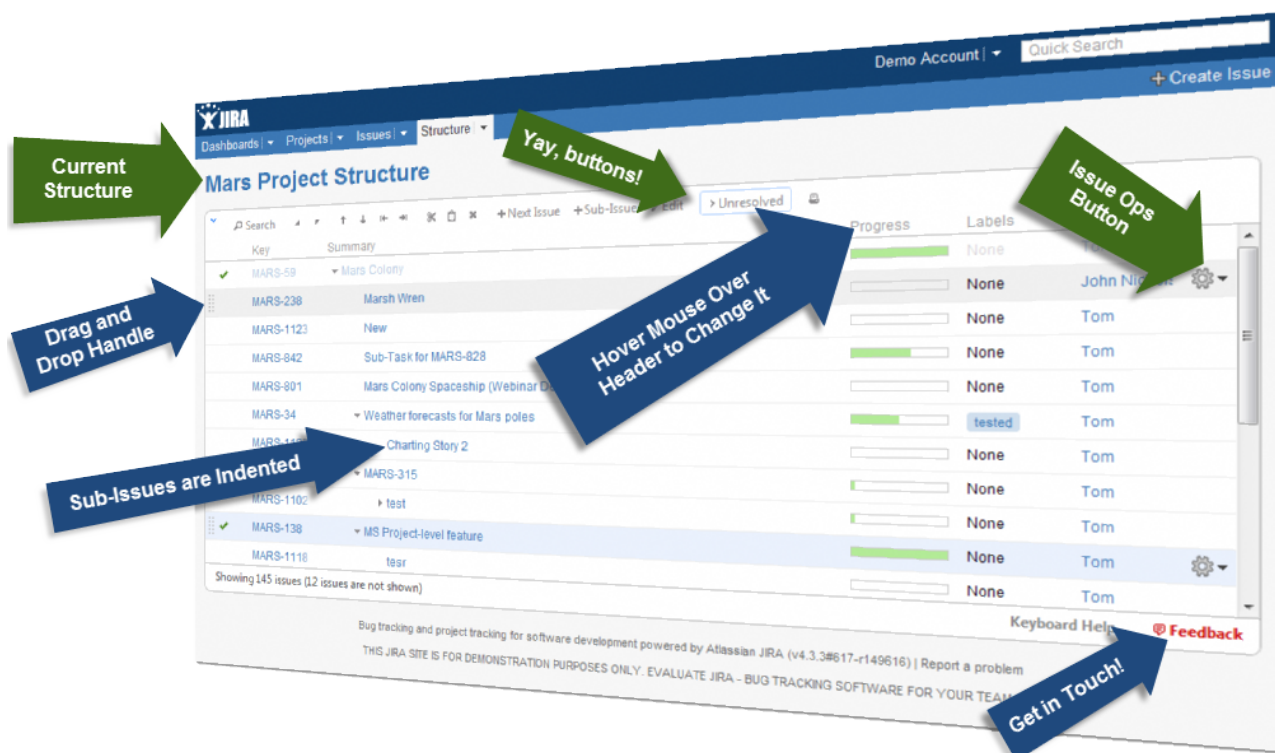 Demo Account
Quick Search
Create Issue
JIRA
Dashboards Projects Issues Structure
Yay, buttons!
Issue Ops
Button
Current
Structure
Mars Project Structure
Search
+Next Issue +Sub-Issue Edit
Unresolved
Key Summary Progress Labels
MARS-59 Mars Colony None
MARS-238 Marsh Wren None John
MARS-1123 New None Tom
MARS-842 Sub-Task for MARS-828 None Tom
MARS-801 Mars Colony Spaceship (Webinar None Tom
MARS-34 Weather forecasts for Mars poles tested Tom
Charting Story 2 None Tom
MARS-315 None Tom
MARS-1102 test None Tom
MARS-138 MS Project-level feature None Tom
MARS-1118 tesr None Tom
Drag and
Drop Handle
Hover Mouse Over
Header to Change It
Sub-Issues are Indented
Showing 145 issues (12 issues are not shown)
Keyboard Help
Feedback
Get in Touch!
Bug tracking and project tracking for software development powered by Atlassian JIRA (v4.3.3#617-r149616) | Report a problem
THIS JIRA SITE IS FOR DEMONSTRATION PURPOSES ONLY. EVALUATE JIRA - BUG TRACKING SOFTWARE FOR YOUR